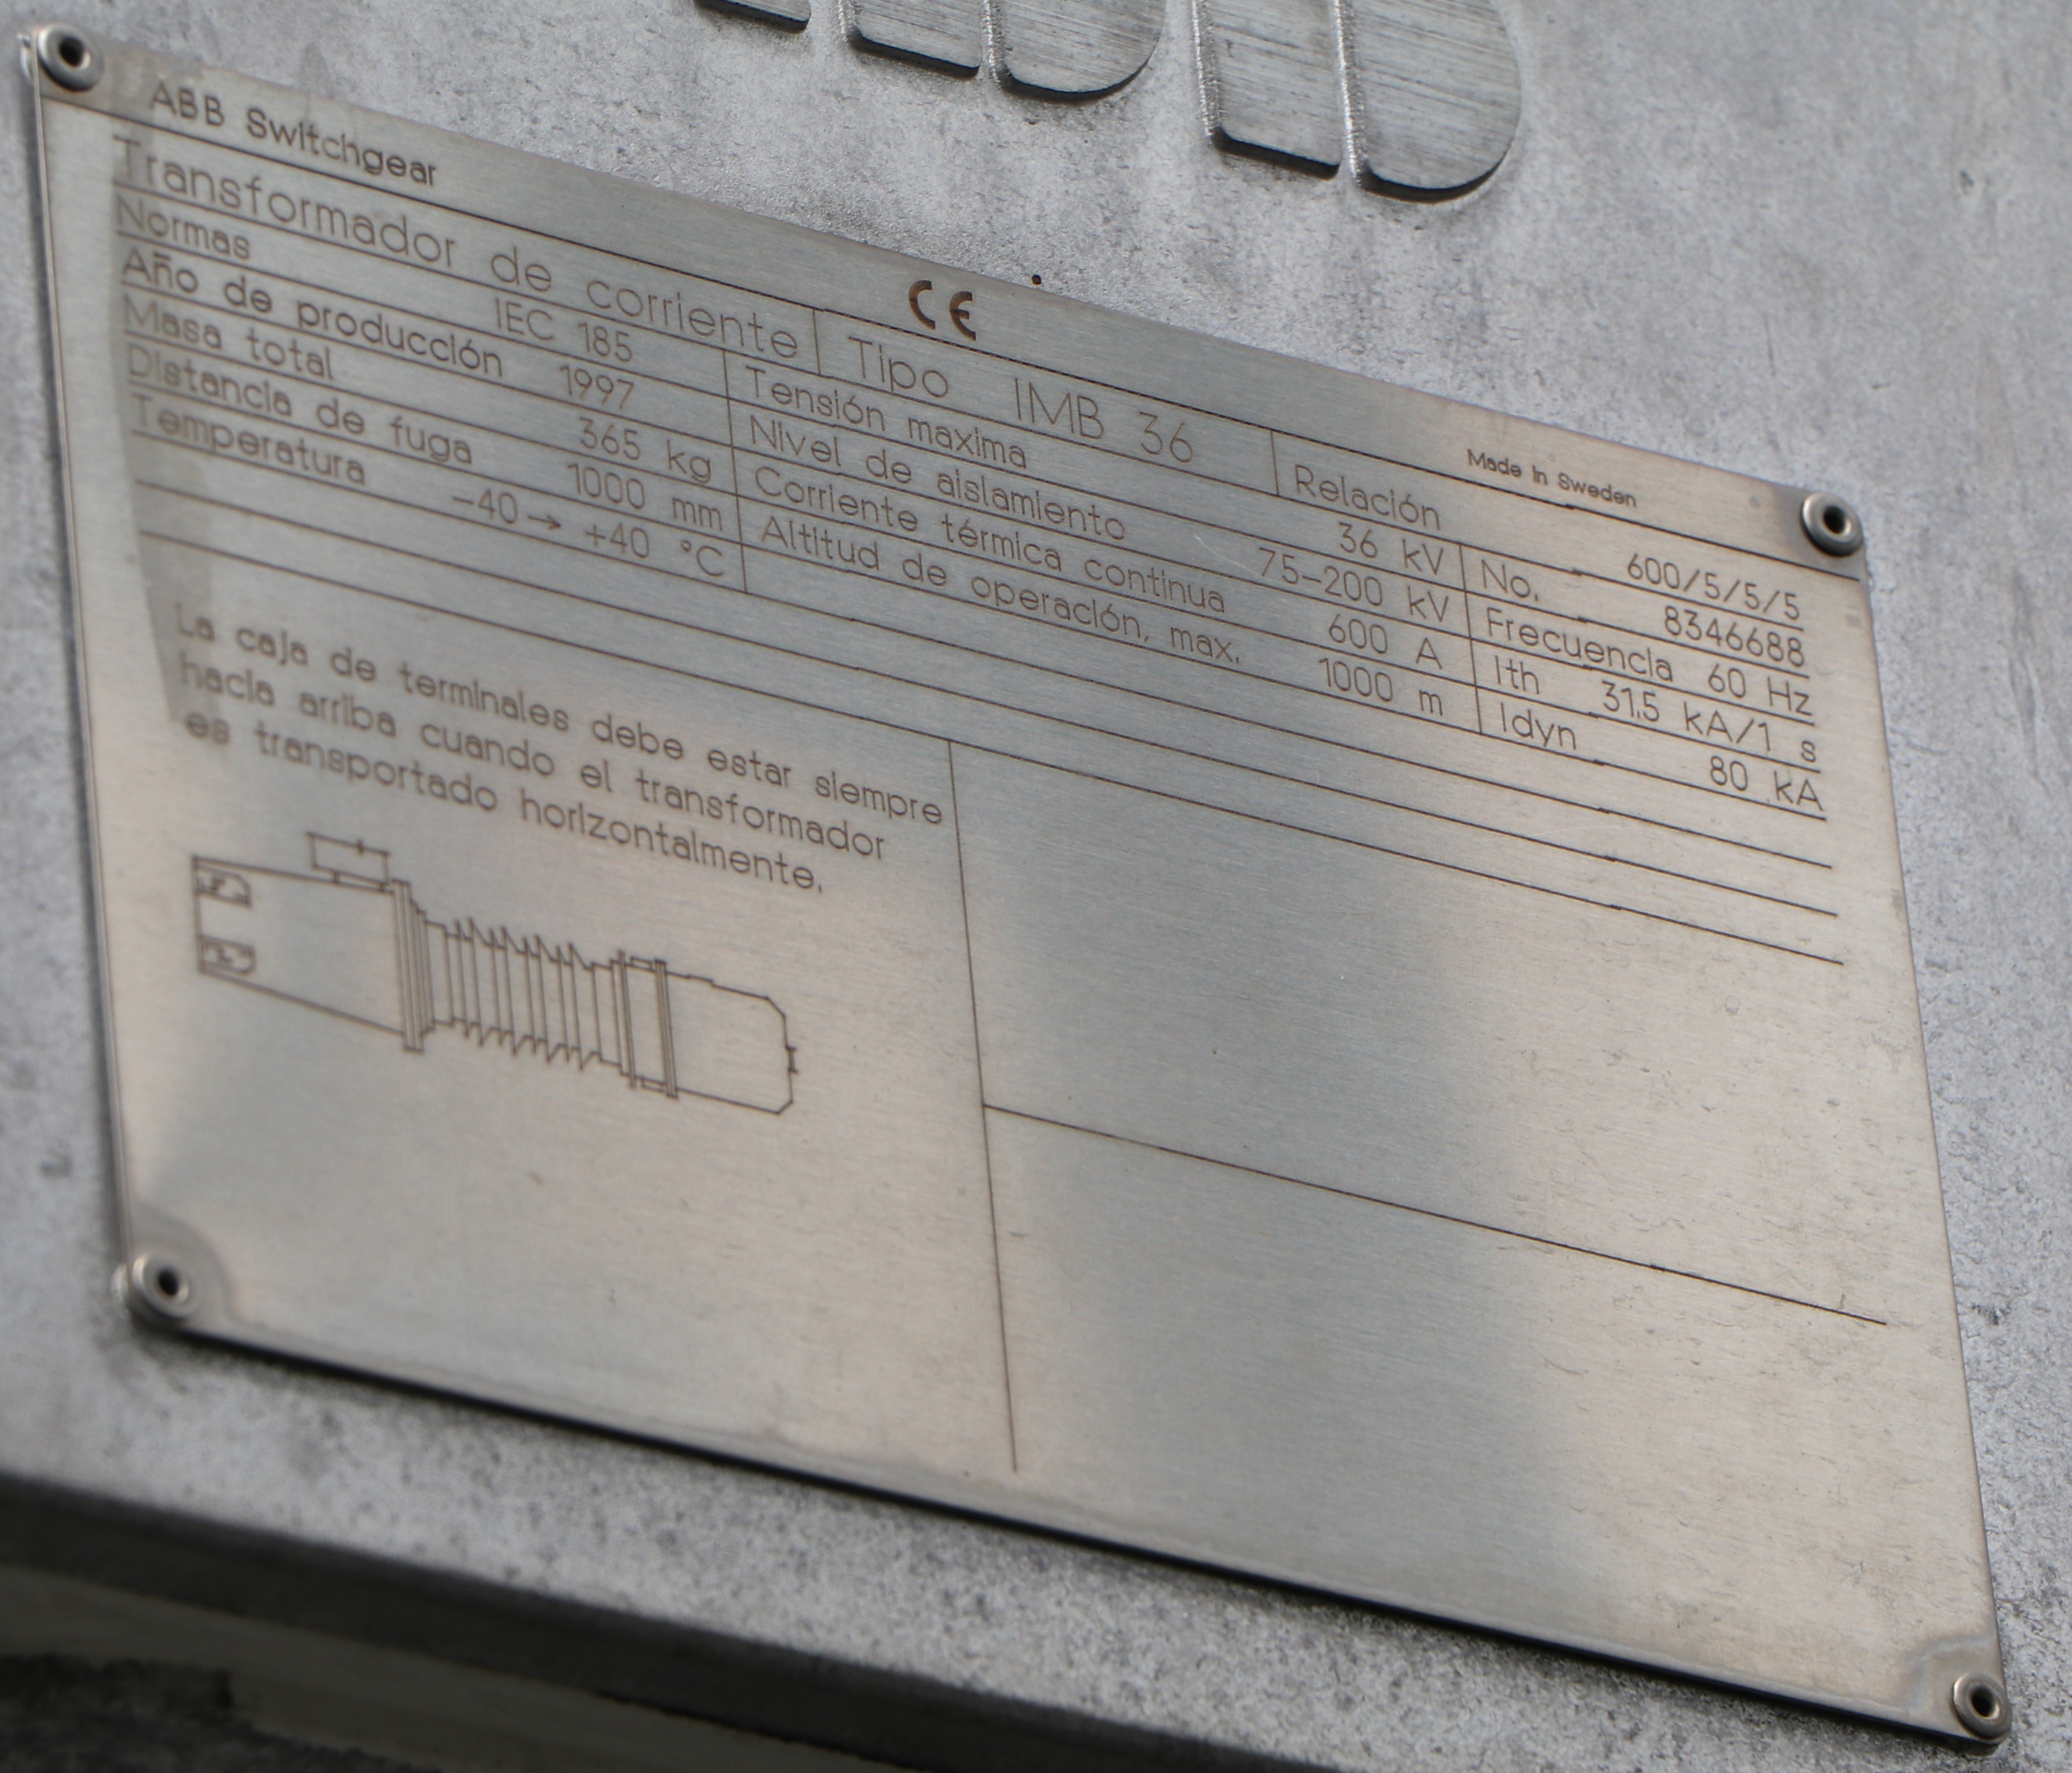 ABB Switchgear
CE
Made in Sweden
Transformador de corriente Tipo IMB 36 Relación 600/5/5/5
Normas IEC 185 Tensión maxima 36 kV No. 8346688
Año de producción 1997 Nivel de aislamiento 75-200 kV Frecuencia 60 Hz
Masa total 365 kg Corriente térmica continua 600 A Ith 31.5 kA/1 s
Distancia de fuga 1000 mm Altitud de operación, max. 1000 m Idyn 80 kA
Temperatura -40→ +40 °C
La caja de terminales debe estar siempre
hacia arriba cuando el transformador
es transportado horizontalmente.